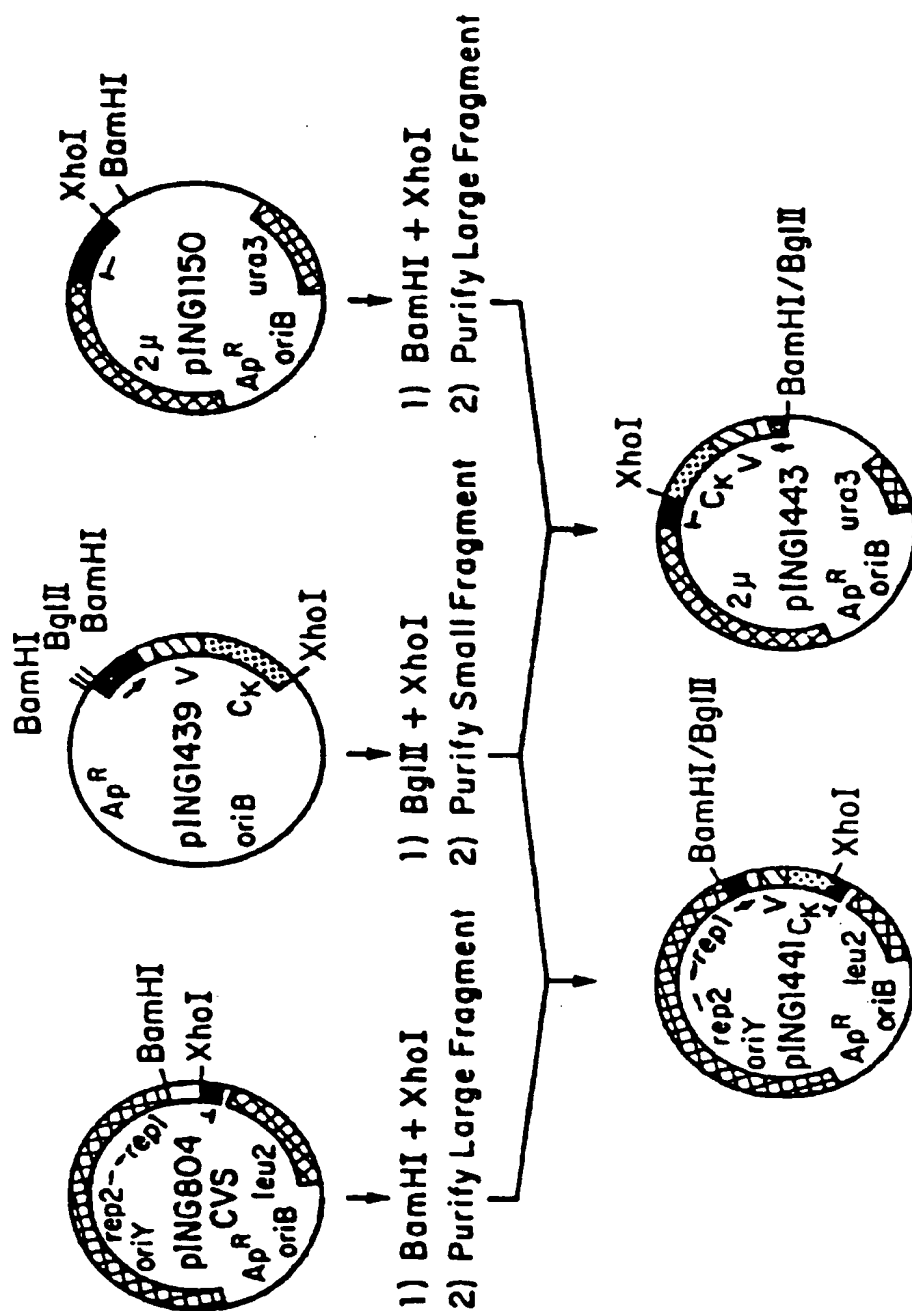 BamHI
XhoI
rep2
rep1
oriY
pING804
CVS
Ap^R
leu2
oriB
BamHI
BglII
BamHI
Ap^R
pING1439
V
oriB
C_K
XhoI
XhoI
BamHI
2μ
pING1150
Ap^R
ura3
oriB
1) BamHI + XhoI
2) Purify Large Fragment
1) BglII + XhoI
2) Purify Small Fragment
1) BamHI + XhoI
2) Purify Large Fragment
BamHI/BglII
rep2
rep1
oriY
V
pING1441
C_K
Ap^R
leu2
oriB
XhoI
XhoI
C_K
2μ
V
pING1443
BamHI/BglII
Ap^R
ura3
oriB